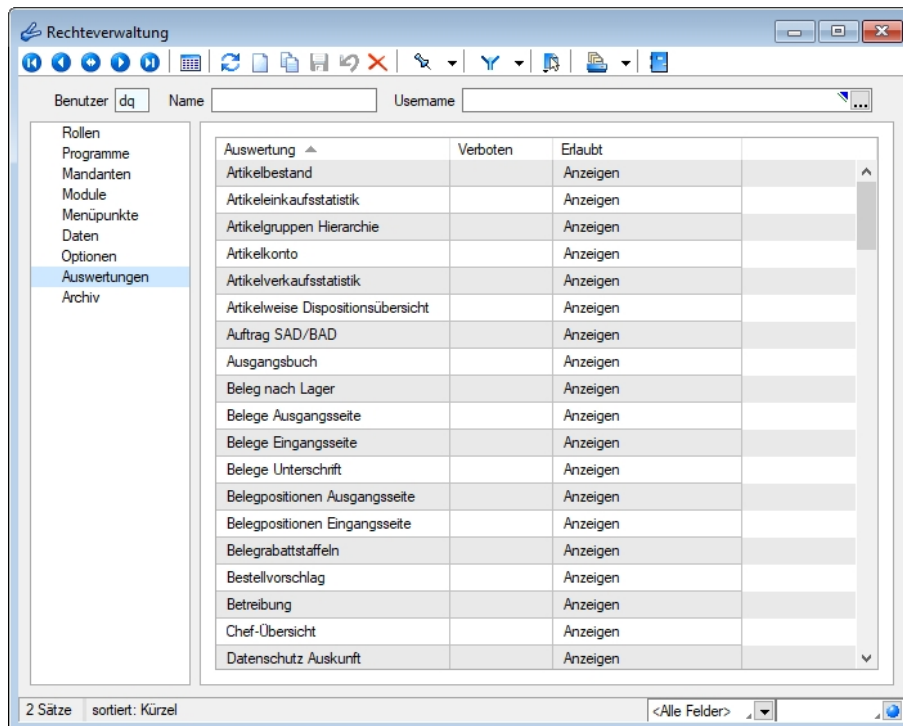 Rechteverwaltung
Benutzer dq Name Username ...
Rollen
Programme
Mandanten
Module
Menüpunkte
Daten
Optionen
Auswertungen
Archiv
Auswertung Verboten Erlaubt
Artikelbestand Anzeigen
Artikeleinkaufsstatistik Anzeigen
Artikelgruppen Hierarchie Anzeigen
Artikelkonto Anzeigen
Artikelverkaufsstatistik Anzeigen
Artikelweise Dispositionsübersicht Anzeigen
Auftrag SAD/BAD Anzeigen
Ausgangsbuch Anzeigen
Beleg nach Lager Anzeigen
Belege Ausgangsseite Anzeigen
Belege Eingangsseite Anzeigen
Belege Unterschrift Anzeigen
Belegpositionen Ausgangsseite Anzeigen
Belegpositionen Eingangsseite Anzeigen
Belegrabattstaffeln Anzeigen
Bestellvorschlag Anzeigen
Betreibung Anzeigen
Chef-Übersicht Anzeigen
Datenschutz Auskunft Anzeigen
2 Sätze sortiert: Kürzel <Alle Felder>